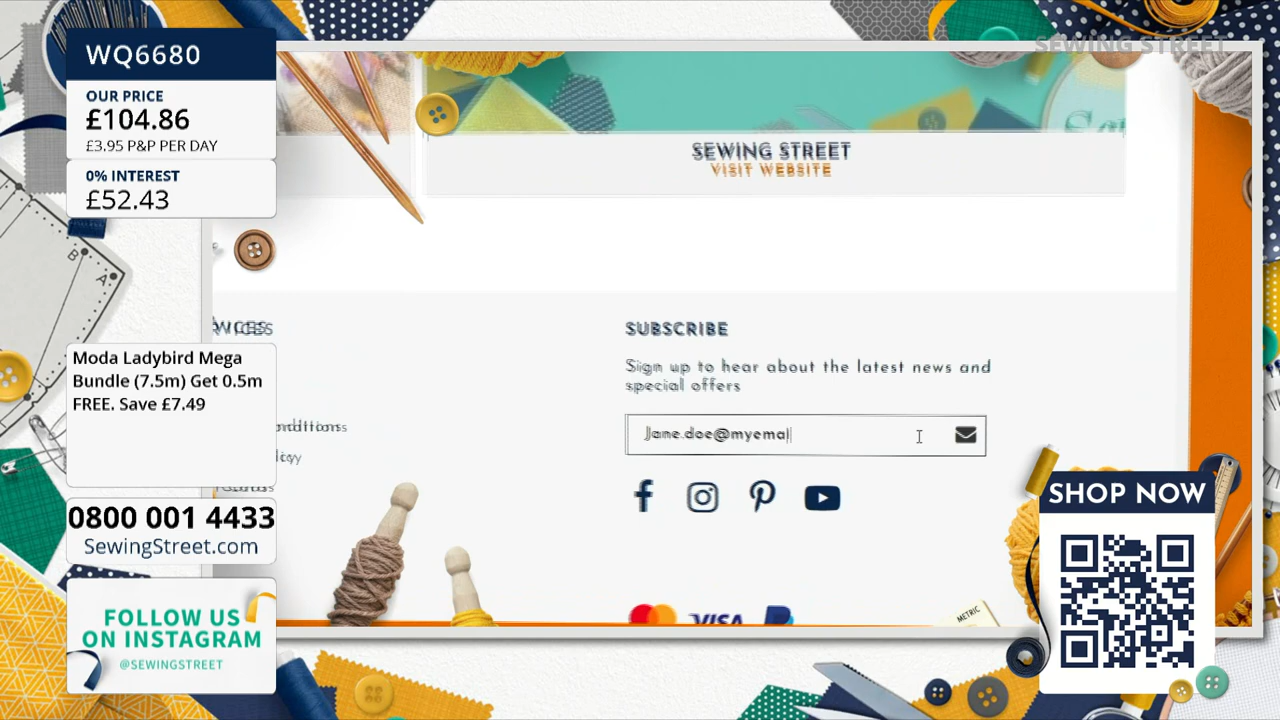 SEWING STREET
WQ6680
OUR PRICE
£104.86
£3.95 P&P PER DAY
0% INTEREST
£52.43
SEWING STREET
VISIT WEBSITE
B
A
SUBSCRIBE
Sign up to hear about the latest news and
special offers
Jane.doe@myemai
Moda Ladybird Mega
Bundle (7.5m) Get 0.5m
FREE. Save £7.49
0800 001 4433
SewingStreet.com
FOLLOW US
ON INSTAGRAM
@SEWINGSTREET
SHOP NOW
VISA
METRIC